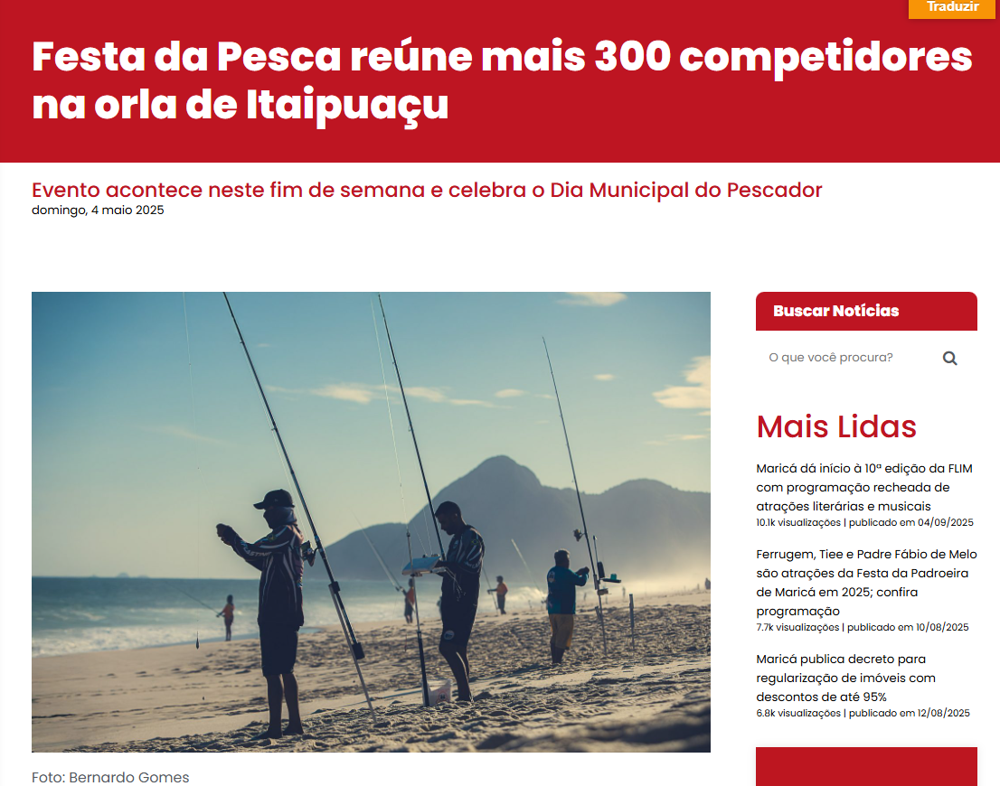 Traduzir
Festa da Pesca reúne mais 300 competidores
na orla de Itaipuaçu
Evento acontece neste fim de semana e celebra o Dia Municipal do Pescador
domingo, 4 maio 2025
Foto: Bernardo Gomes
Buscar Notícias
O que você procura?
Mais Lidas
Maricá dá início à 10ª edição da FLIM
com programação recheada de
atrações literárias e musicais
10.1k visualizações | publicado em 04/09/2025
Ferrugem, Tiee e Padre Fábio de Melo
são atrações da Festa da Padroeira
de Maricá em 2025; confira
programação
7.7k visualizações | publicado em 10/08/2025
Maricá publica decreto para
regularização de imóveis com
descontos de até 95%
6.8k visualizações | publicado em 12/08/2025